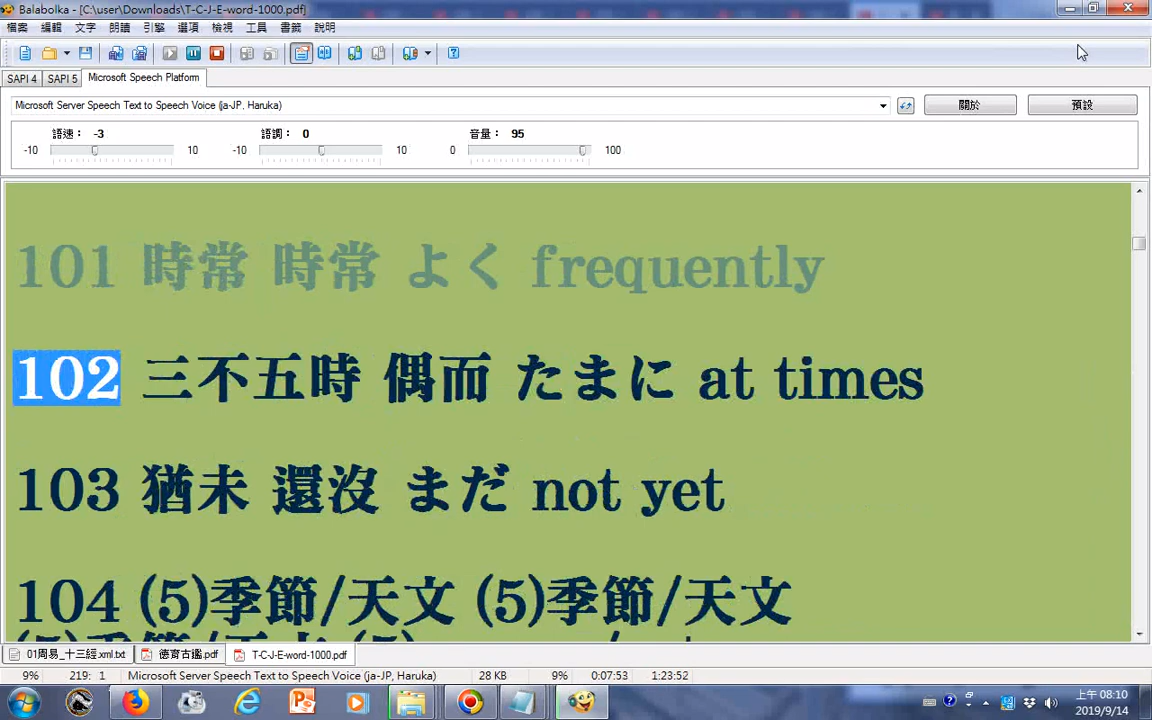 Balabolka - [C:\user\Downloads\T-C-J-E-word-1000.pdf]
檔案 編輯 文字 朗讀 引擎 選項 檢視 工具 書籤 說明
SAPI 4 SAPI 5 Microsoft Speech Platform
Microsoft Server Speech Text to Speech Voice (ja-JP, Haruka) 關於 預設
語速: -3 語調: 0 音量: 95
-10 10 -10 10 0 100
101 時常 時常 よく frequently
102 三不五時 偶而 たまに at times
103 猶未 還沒 まだ not yet
104 (5)季節/天文 (5)季節/天文
01周易_十三經.xml.txt 德育古鑑.pdf T-C-J-E-word-1000.pdf
9% 219: 1 Microsoft Server Speech Text to Speech Voice (ja-JP, Haruka) 28 KB 9% 0:07:53 1:23:52
上午 08:10
2019/9/14